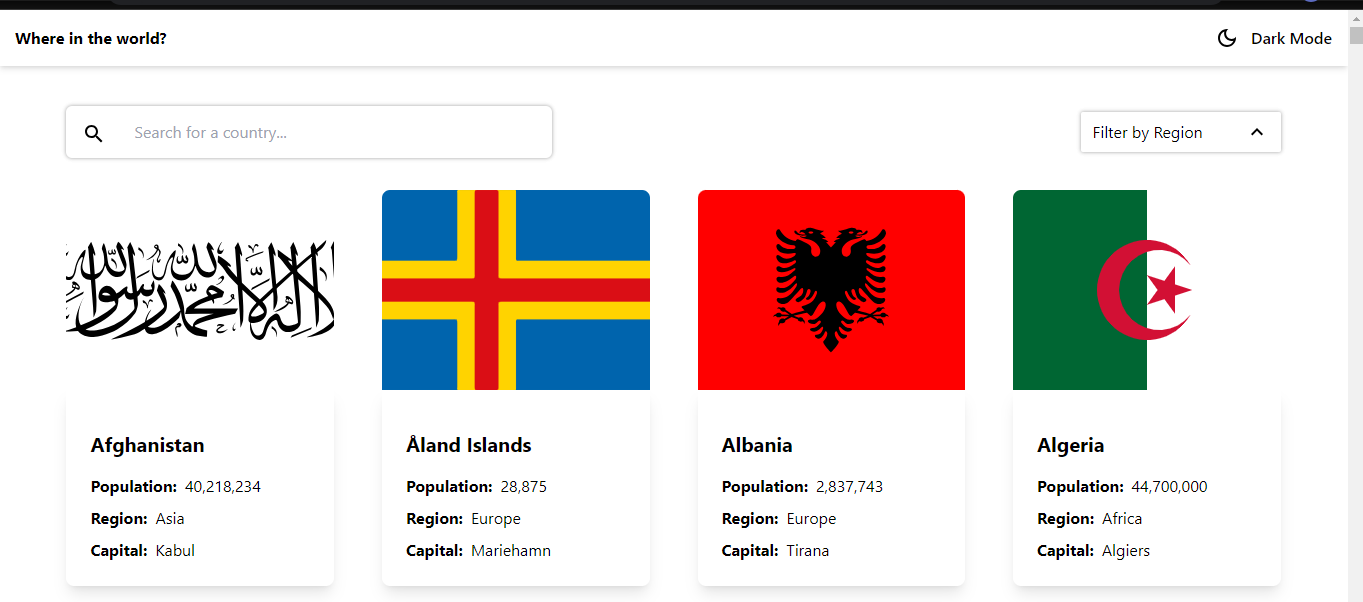 Where in the world?
Dark Mode
Search for a country...
Filter by Region
لا إله إلا الله محمد رسول الله
Afghanistan
Population: 40,218,234
Region: Asia
Capital: Kabul
Åland Islands
Population: 28,875
Region: Europe
Capital: Mariehamn
Albania
Population: 2,837,743
Region: Europe
Capital: Tirana
Algeria
Population: 44,700,000
Region: Africa
Capital: Algiers